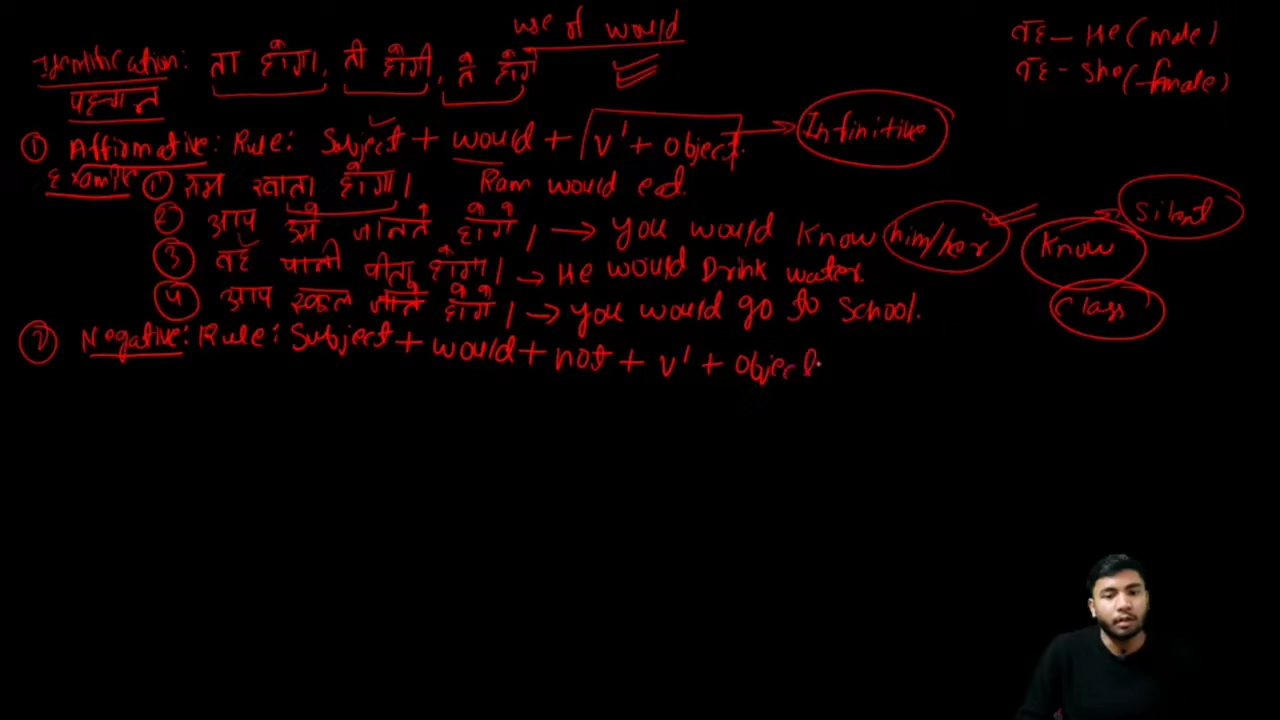 use of would
Identification: ता होगा, ती होगी, ते होंगे
पहचान
वह - He (male)
वह - She (female)
① Affirmative: Rule: Subject + would + V¹ + object. → Infinitive
Example ① राम खाता होगा। Ram would eat.
② आप उसे जानते होंगे। → You would know him/her know → silent
③ वह पानी पीता होगा। → He would Drink water.
④ आप स्कूल जाते होंगे। → You would go to school. class
② Negative: Rule: Subject + would + not + V¹ + object